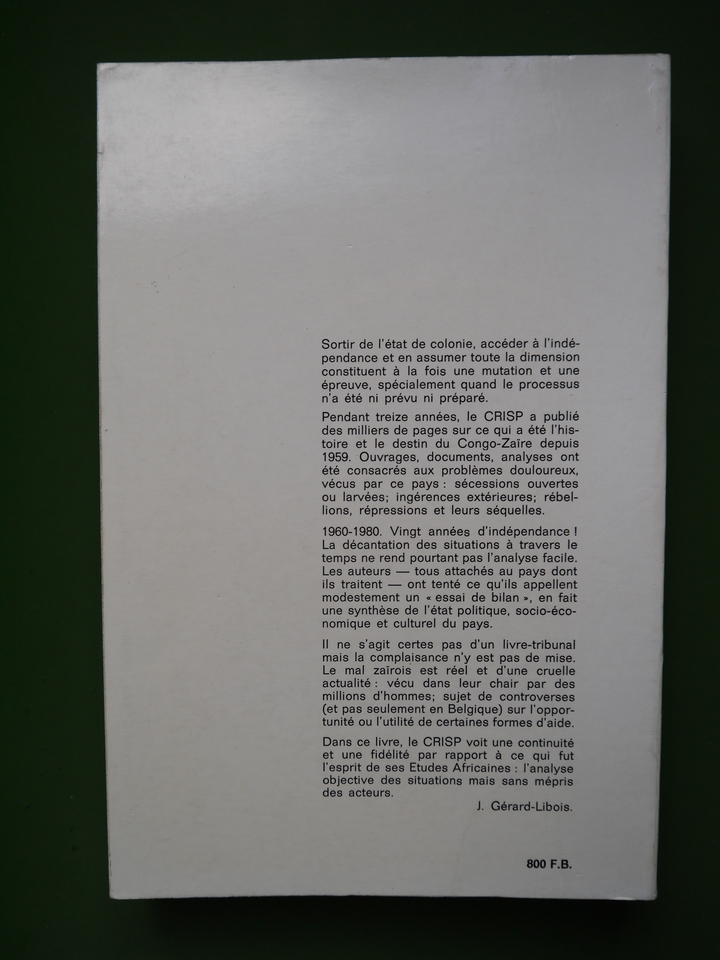 Sortir de l'état de colonie, accéder à l'indé-
pendance et en assumer toute la dimension
constituent à la fois une mutation et une
épreuve, spécialement quand le processus
n'a été ni prévu ni préparé.
Pendant treize années, le CRISP a publié
des milliers de pages sur ce qui a été l'his-
toire et le destin du Congo-Zaïre depuis
1959. Ouvrages, documents, analyses ont
été consacrés aux problèmes douloureux,
vécus par ce pays : sécessions ouvertes
ou larvées; ingérences extérieures; rébel-
lions, répressions et leurs séquelles.
1960-1980. Vingt années d'indépendance !
La décantation des situations à travers le
temps ne rend pourtant pas l'analyse facile.
Les auteurs — tous attachés au pays dont
ils traitent — ont tenté ce qu'ils appellent
modestement un « essai de bilan », en fait
une synthèse de l'état politique, socio-éco-
nomique et culturel du pays.
Il ne s'agit certes pas d'un livre-tribunal
mais la complaisance n'y est pas de mise.
Le mal zaïrois est réel et d'une cruelle
actualité : vécu dans leur chair par des
millions d'hommes; sujet de controverses
(et pas seulement en Belgique) sur l'oppor-
tunité ou l'utilité de certaines formes d'aide.
Dans ce livre, le CRISP voit une continuité
et une fidélité par rapport à ce qui fut
l'esprit de ses Etudes Africaines : l'analyse
objective des situations mais sans mépris
des acteurs.
J. Gérard-Libois.
800 F.B.